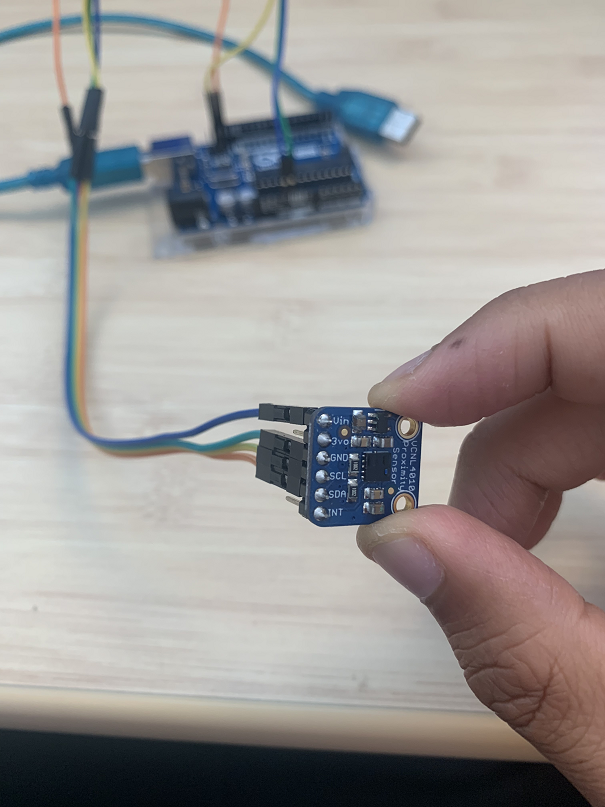 Vin
3vo
GND
SCL
SDA
INT
VCNL4010
Proximity
Sensor